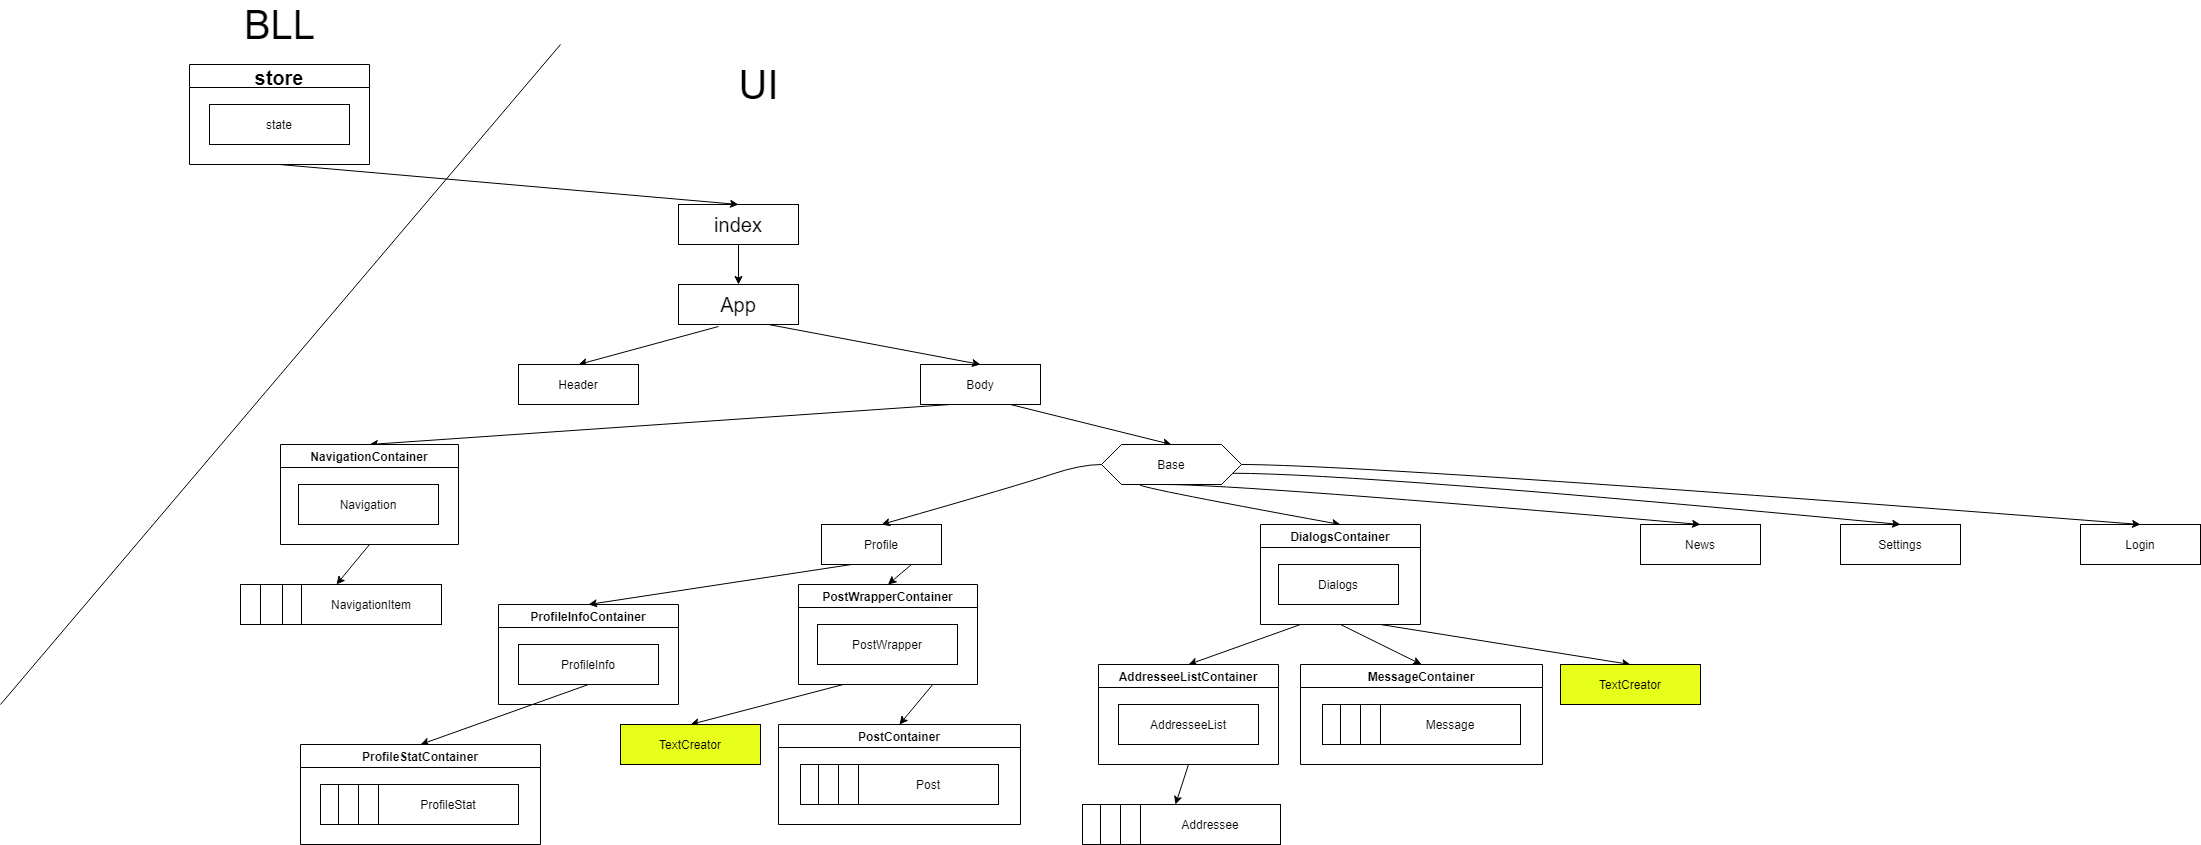 BLL
UI
store
state
index
App
Header
Body
NavigationContainer
Base
Navigation
Profile
DialogsContainer
News
Settings
Login
NavigationItem
ProfileInfoContainer
PostWrapperContainer
Dialogs
ProfileInfo
PostWrapper
AddresseeListContainer
MessageContainer
TextCreator
ProfileStatContainer
TextCreator
PostContainer
AddresseeList
Message
ProfileStat
Post
Addressee